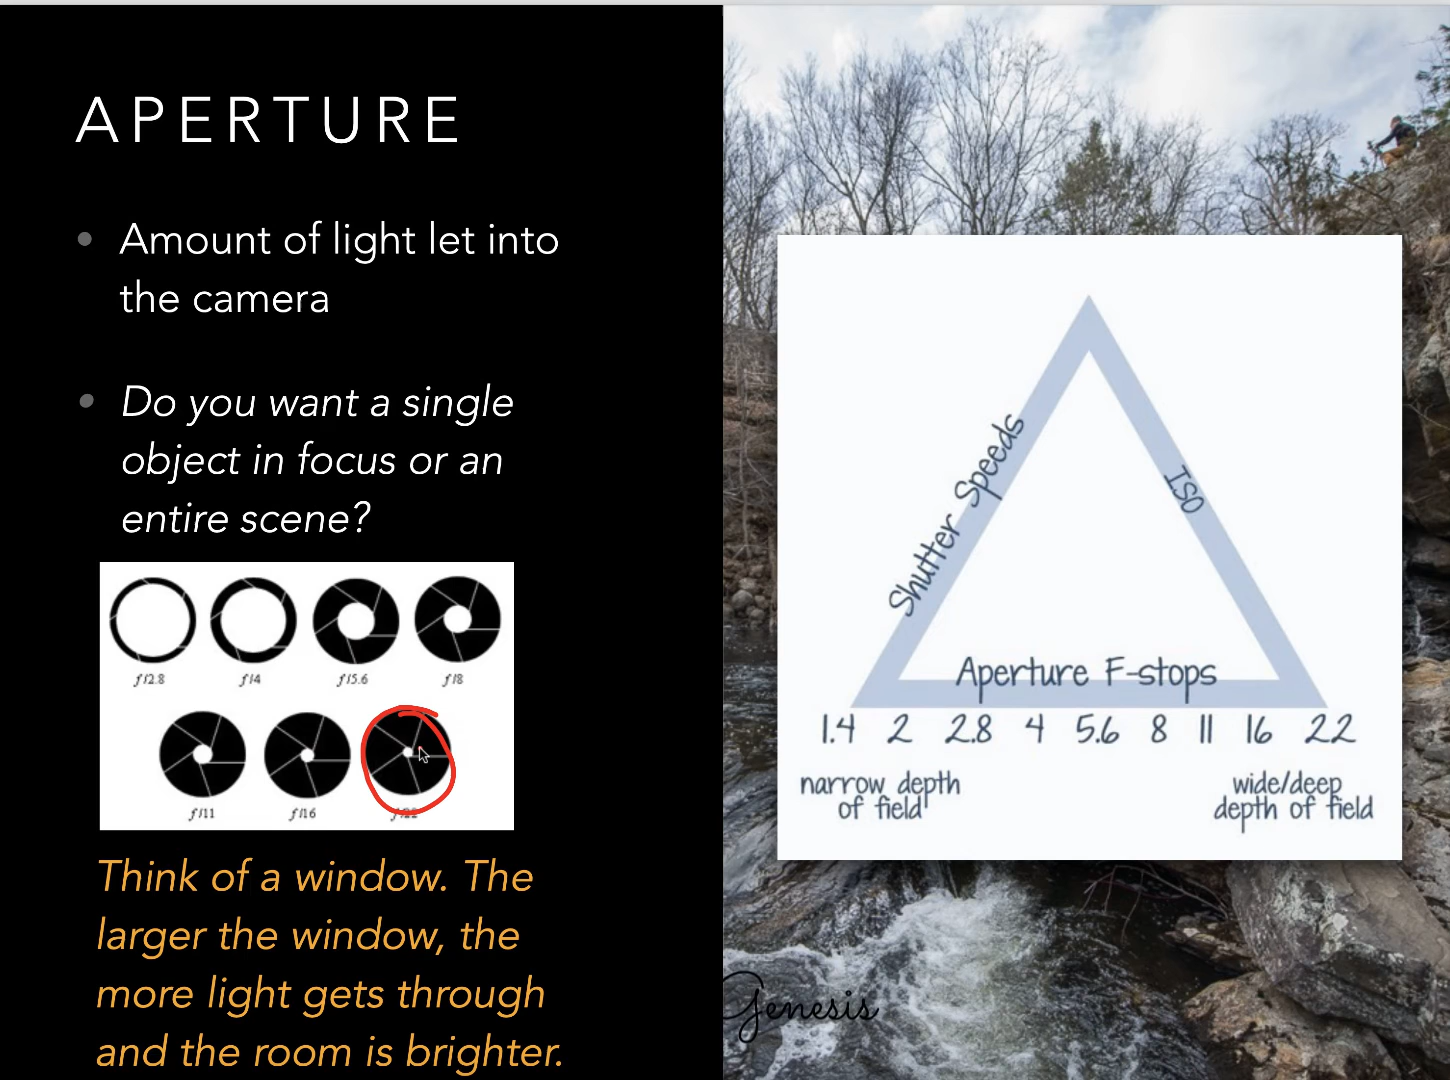 APERTURE
Amount of light let into
the camera
Do you want a single
object in focus or an
entire scene?
f/2.8 f/4 f/5.6 f/8
f/11 f/16 f/22
Think of a window. The
larger the window, the
more light gets through
and the room is brighter.
Shutter Speeds
ISO
Aperture F-stops
1.4 2 2.8 4 5.6 8 11 16 22
narrow depth
of field
wide/deep
depth of field
Genesis